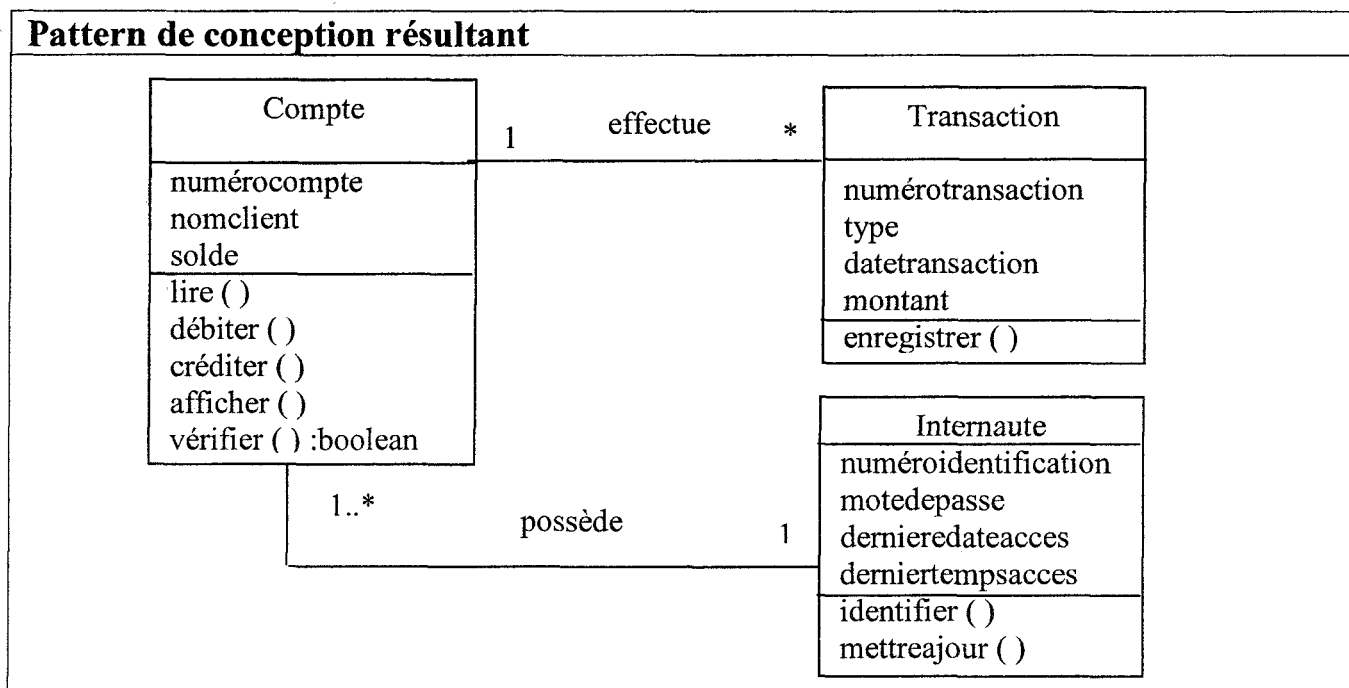 Pattern de conception résultant
Compte
numérocompte
nomclient
solde
lire ( )
débiter ( )
créditer ( )
afficher ( )
vérifier ( ) :boolean
1 effectue *
Transaction
numérotransaction
type
datetransaction
montant
enregistrer ( )
1..* possède 1
Internaute
numéroidentification
motedepasse
dernieredateacces
derniertempsacces
identifier ( )
mettreajour ( )